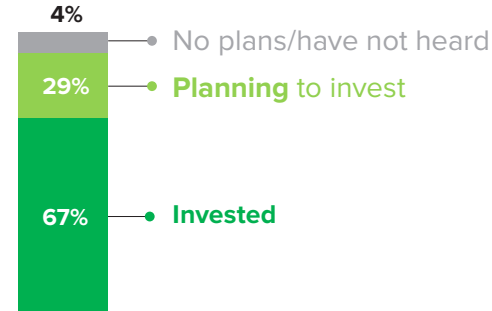 4%
No plans/have not heard
29%
Planning to invest
67%
Invested